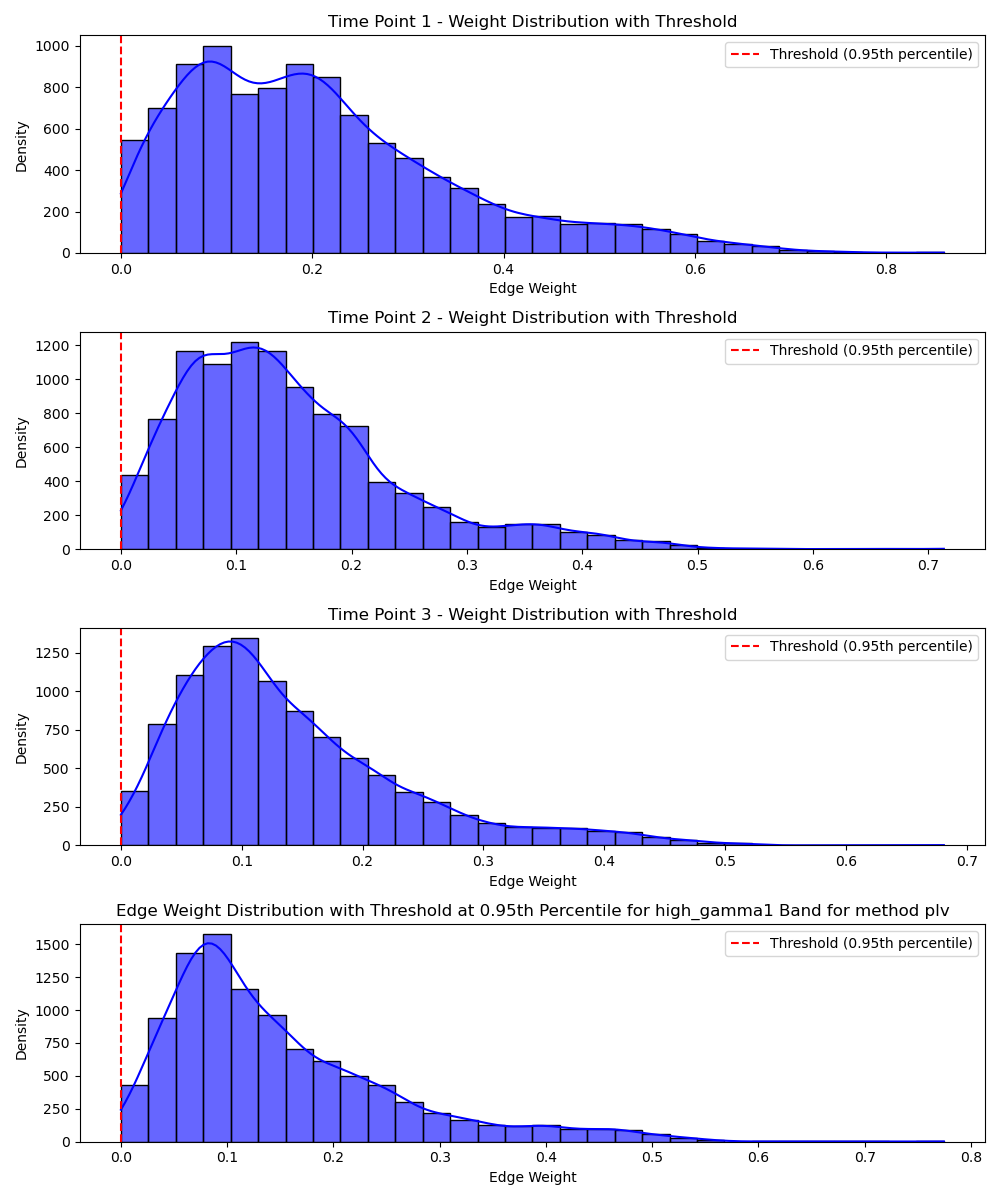 Time Point 1 - Weight Distribution with Threshold
Threshold (0.95th percentile)
Density
1000
800
600
400
200
0
0.0 0.2 0.4 0.6 0.8
Edge Weight
Time Point 2 - Weight Distribution with Threshold
Threshold (0.95th percentile)
Density
1200
1000
800
600
400
200
0
0.0 0.1 0.2 0.3 0.4 0.5 0.6 0.7
Edge Weight
Time Point 3 - Weight Distribution with Threshold
Threshold (0.95th percentile)
Density
1250
1000
750
500
250
0
0.0 0.1 0.2 0.3 0.4 0.5 0.6 0.7
Edge Weight
Edge Weight Distribution with Threshold at 0.95th Percentile for high_gamma1 Band for method plv
Threshold (0.95th percentile)
Density
1500
1250
1000
750
500
250
0
0.0 0.1 0.2 0.3 0.4 0.5 0.6 0.7 0.8
Edge Weight